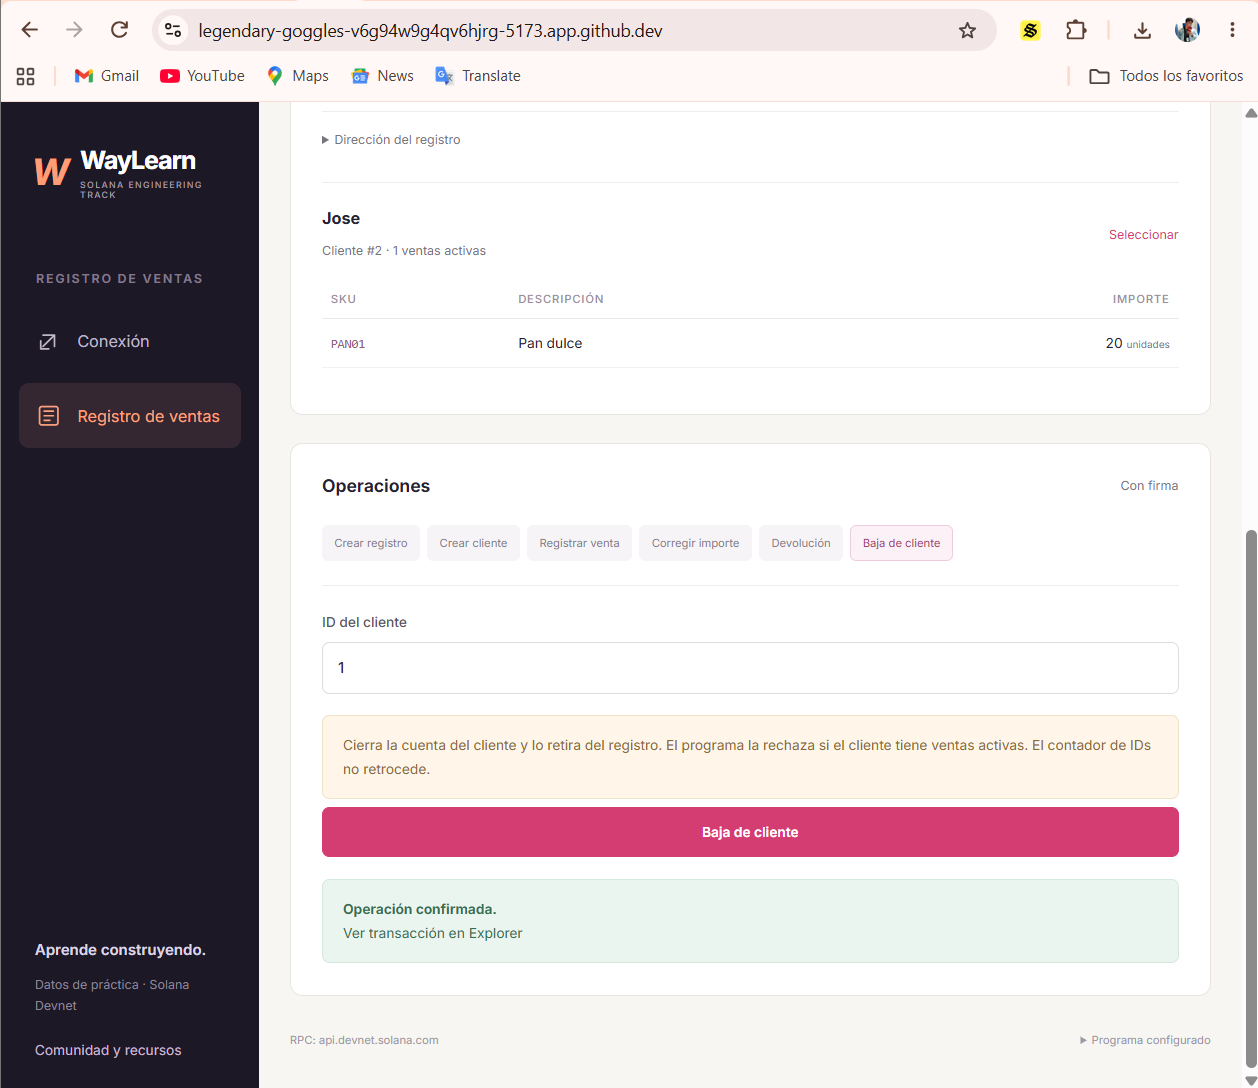 legendary-goggles-v6g94w9g4qv6hjrg-5173.app.github.dev
Gmail
YouTube
Maps
News
Translate
Todos los favoritos
W
WayLearn
SOLANA ENGINEERING
TRACK
REGISTRO DE VENTAS
Conexión
Registro de ventas
Aprende construyendo.
Datos de práctica · Solana
Devnet
Comunidad y recursos
Dirección del registro
Jose
Cliente #2 · 1 ventas activas
Seleccionar
SKU DESCRIPCIÓN IMPORTE
PAN01 Pan dulce 20 unidades
Operaciones
Con firma
Crear registro
Crear cliente
Registrar venta
Corregir importe
Devolución
Baja de cliente
ID del cliente
1
Cierra la cuenta del cliente y lo retira del registro. El programa la rechaza si el cliente tiene ventas activas. El contador de IDs
no retrocede.
Baja de cliente
Operación confirmada.
Ver transacción en Explorer
RPC: api.devnet.solana.com
Programa configurado